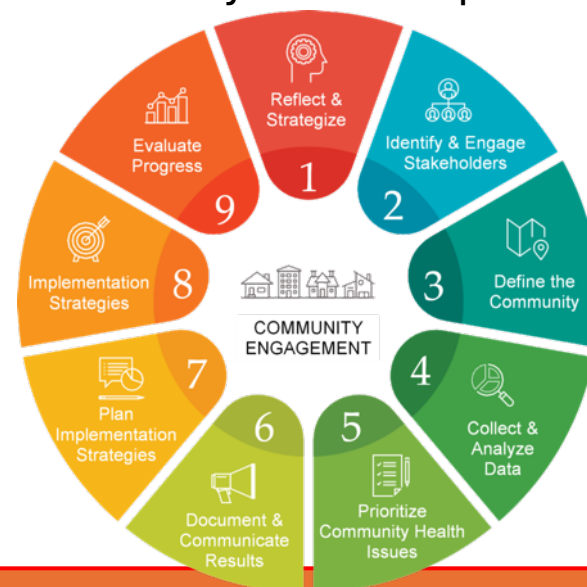 Reflect &
Strategize
1
Identify & Engage
Stakeholders
2
3
Define the
Community
4
Collect &
Analyze
Data
5
Prioritize
Community Health
Issues
6
Document &
Communicate
Results
7
Plan
Implementation
Strategies
8
Implementation
Strategies
Evaluate
Progress
9
COMMUNITY
ENGAGEMENT